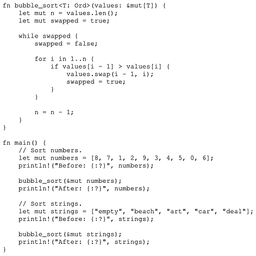 fn bubble_sort<T: Ord>(values: &mut[T]) {
    let mut n = values.len();
    let mut swapped = true;

    while swapped {
        swapped = false;

        for i in 1..n {
            if values[i - 1] > values[i] {
                values.swap(i - 1, i);
                swapped = true;
            }
        }

        n = n - 1;
    }
}

fn main() {
    // Sort numbers.
    let mut numbers = [8, 7, 1, 2, 9, 3, 4, 5, 0, 6];
    println!("Before: {:?}", numbers);

    bubble_sort(&mut numbers);
    println!("After: {:?}", numbers);

    // Sort strings.
    let mut strings = ["empty", "beach", "art", "car", "deal"];
    println!("Before: {:?}", strings);

    bubble_sort(&mut strings);
    println!("After: {:?}", strings);
}